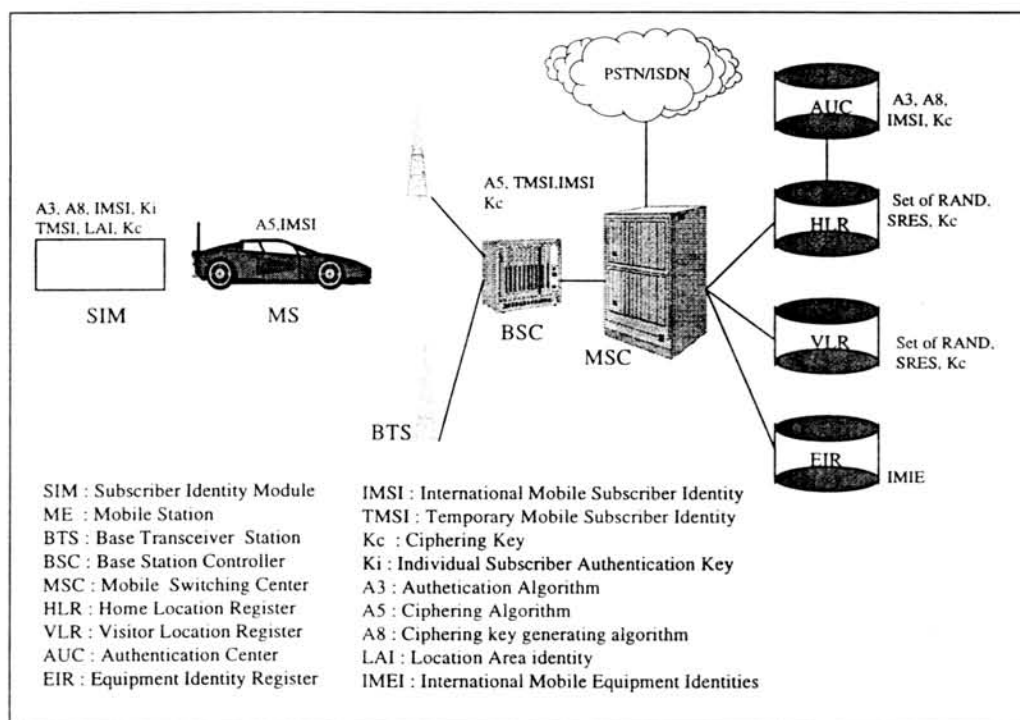 PSTN/ISDN
AUC
A3, A8,
IMSI, Kc
A5, TMSI,IMSI
Kc
A3, A8, IMSI, Ki
TMSI, LAI, Kc
A5,IMSI
HLR
Set of RAND,
SRES, Kc
SIM
MS
BSC
MSC
VLR
Set of RAND,
SRES, Kc
BTS
EIR
IMIE
SIM : Subscriber Identity Module
ME : Mobile Station
BTS : Base Transceiver Station
BSC : Base Station Controller
MSC : Mobile Switching Center
HLR : Home Location Register
VLR : Visitor Location Register
AUC : Authentication Center
EIR : Equipment Identity Register
IMSI : International Mobile Subscriber Identity
TMSI : Temporary Mobile Subscriber Identity
Kc : Ciphering Key
Ki : Individual Subscriber Authentication Key
A3 : Authetication Algorithm
A5 : Ciphering Algorithm
A8 : Ciphering key generating algorithm
LAI : Location Area identity
IMEI : International Mobile Equipment Identities